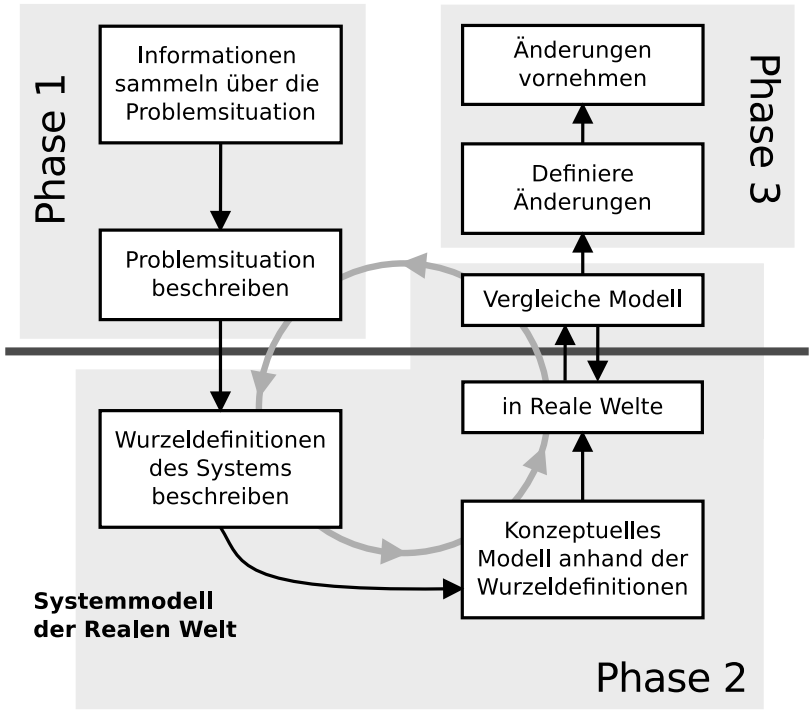 Phase 1
Informationen
sammeln über die
Problemsituation
Problemsituation
beschreiben
Wurzeldefinitionen
des Systems
beschreiben
Systemmodell
der Realen Welt
Phase 2
Konzeptuelles
Modell anhand der
Wurzeldefinitionen
in Reale Welte
Vergleiche Modell
Definiere
Änderungen
Änderungen
vornehmen
Phase 3